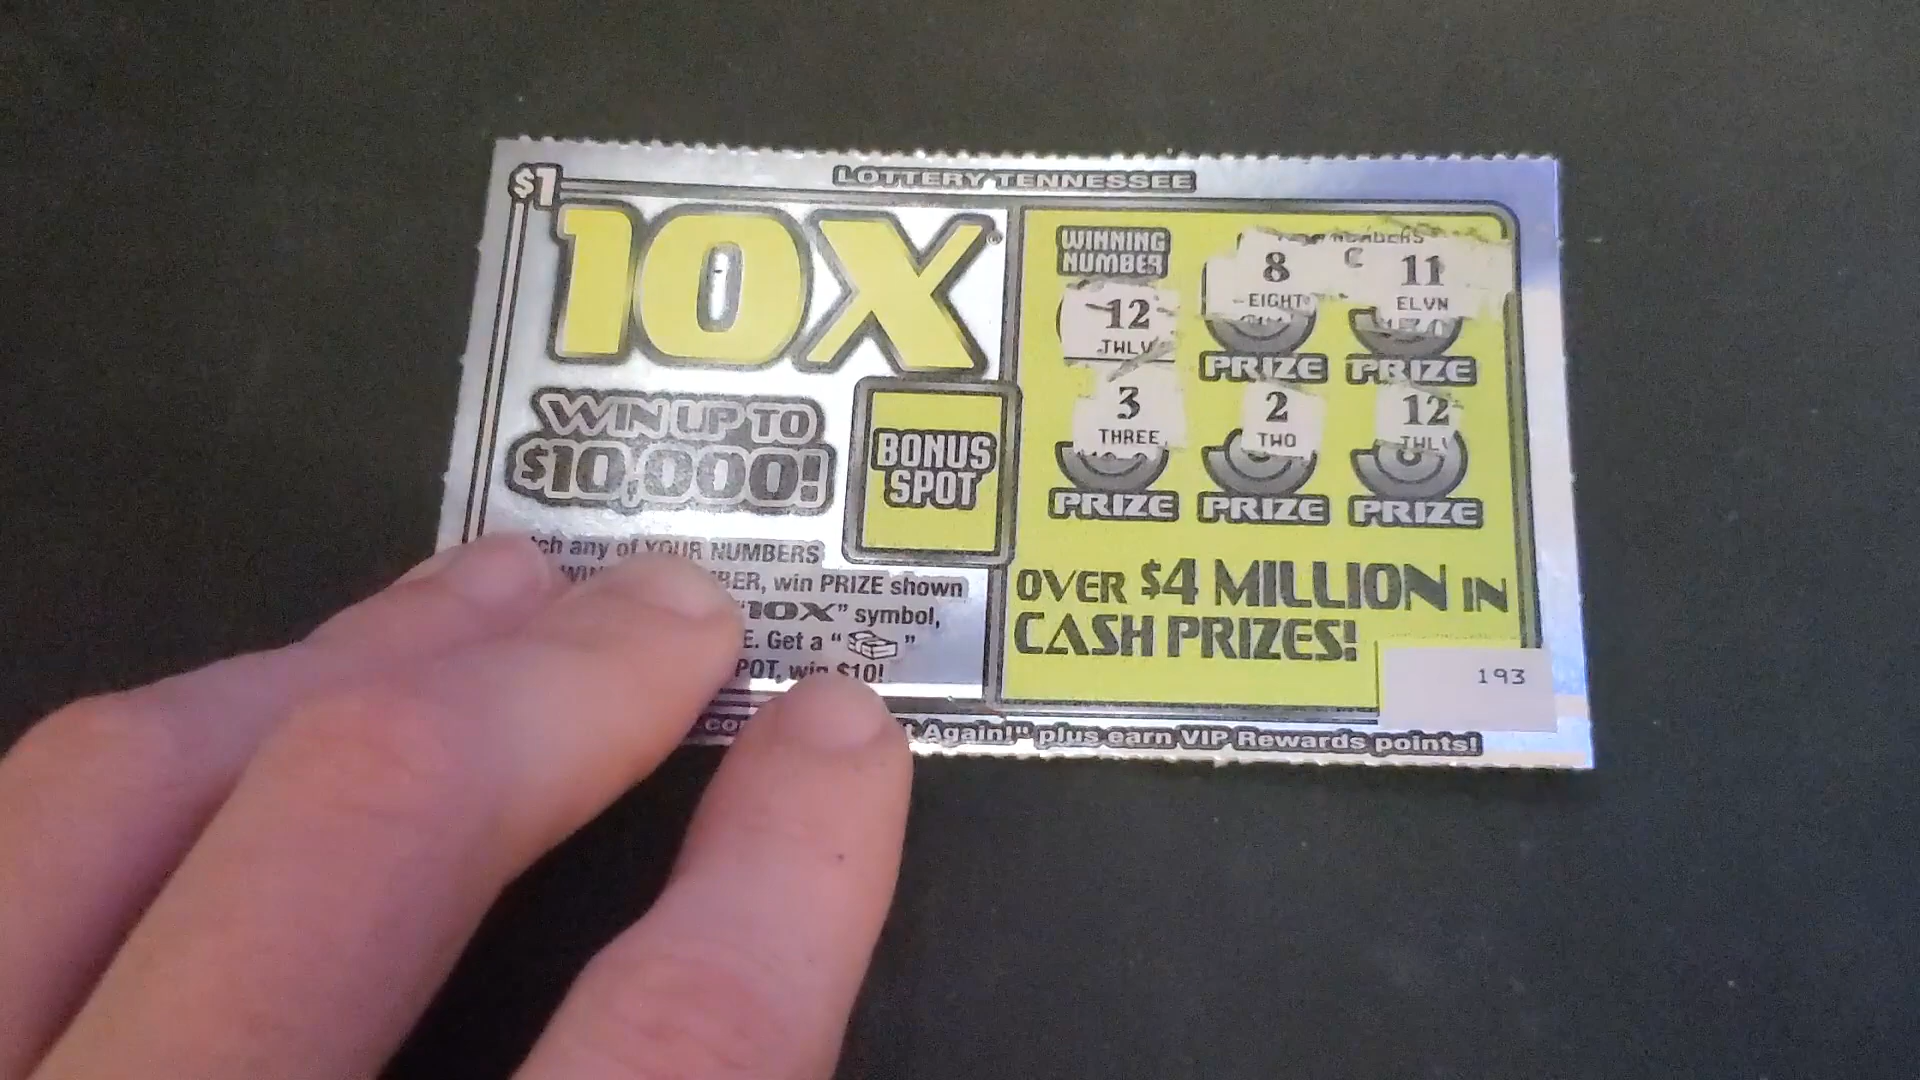 $1
LOTTERY TENNESSEE
10X®
WIN UP TO
$10,000!
BONUS
SPOT
any of YOUR NUMBERS
win PRIZE shown
"10X" symbol,
Get a " "
win $10!
WINNING
NUMBER
12
TWLV
NUMBERS
8
EIGHT
PRIZE
11
ELVN
PRIZE
3
THREE
PRIZE
2
TWO
PRIZE
12
TWLV
PRIZE
OVER $4 MILLION IN
CASH PRIZES!
193
Again!" plus earn VIP Rewards points!